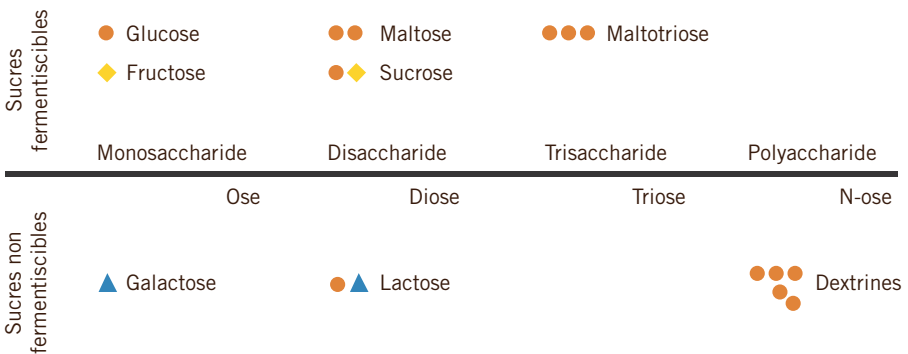 Sucres
fermentiscibles
Glucose
Maltose
Maltotriose
Fructose
Sucrose
Monosaccharide
Disaccharide
Trisaccharide
Polyaccharide
Ose
Diose
Triose
N-ose
Sucres non
fermentiscibles
Galactose
Lactose
Dextrines